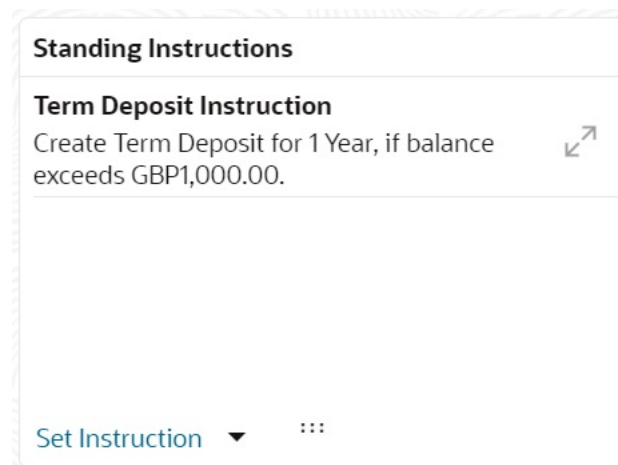 Standing Instructions
Term Deposit Instruction
Create Term Deposit for 1 Year, if balance
exceeds GBP1,000.00.
Set Instruction